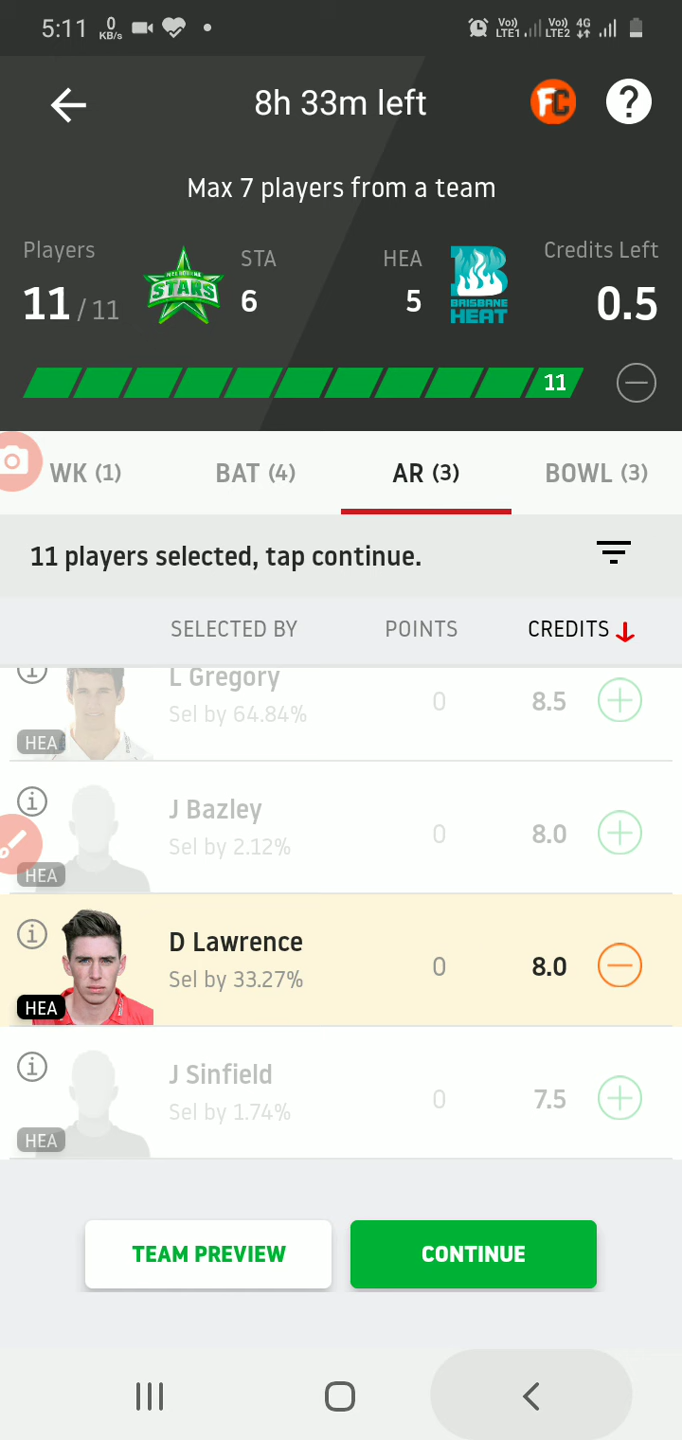 5:11 0 KB/s Vo) LTE1 Vo) LTE2 4G
8h 33m left FC ?
Max 7 players from a team
Players STA HEA Credits Left
11 / 11 6 5 0.5
STARS BRISBANE HEAT
11
WK (1) BAT (4) AR (3) BOWL (3)
11 players selected, tap continue.
SELECTED BY POINTS CREDITS
L Gregory
Sel by 64.84% 0 8.5
HEA
J Bazley
Sel by 2.12% 0 8.0
HEA
D Lawrence
Sel by 33.27% 0 8.0
HEA
J Sinfield
Sel by 1.74% 0 7.5
HEA
TEAM PREVIEW CONTINUE